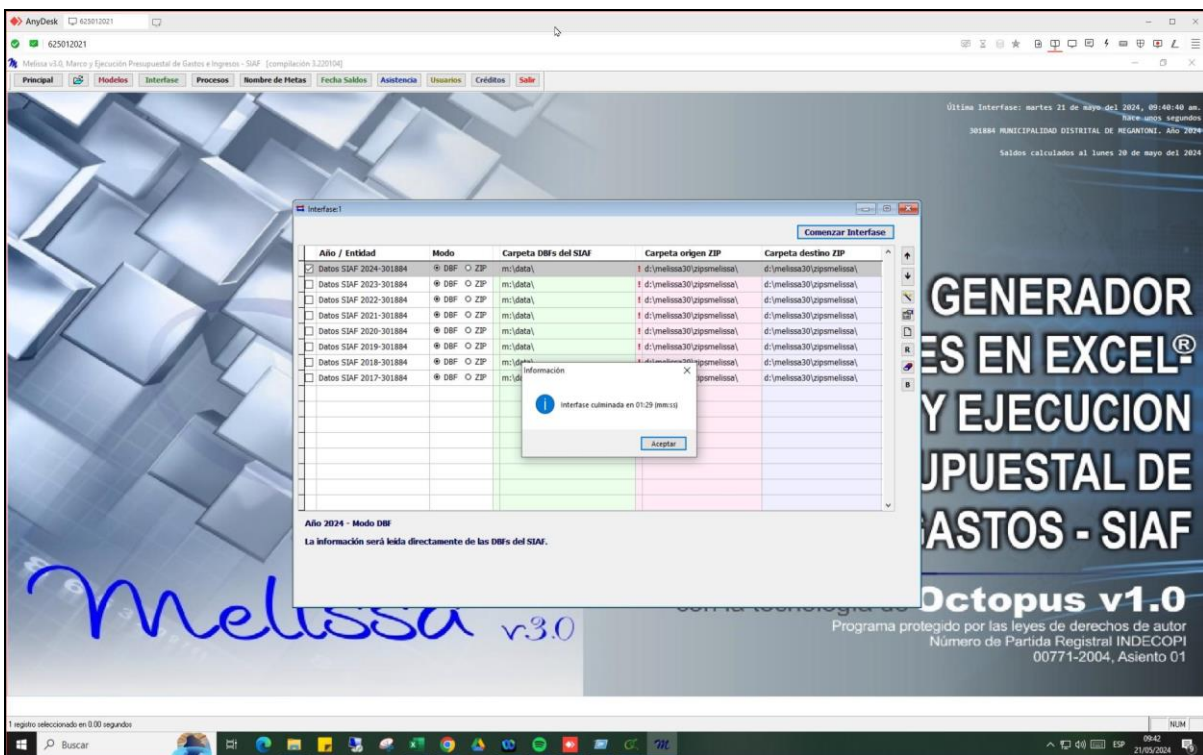 AnyDesk 625012021
625012021
Melissa v3.0, Marco y Ejecución Presupuestal de Gastos e Ingresos - SIAF [compilación 3.220104]
Principal Modelos Interfase Procesos Nombre de Metas Fecha Saldos Asistencia Usuarios Créditos Salir
Última Interfase: martes 21 de mayo del 2024, 09:40:40 am.
hace unos segundos
301884 MUNICIPALIDAD DISTRITAL DE MEGANTONI. Año 2024
Saldos calculados al lunes 20 de mayo del 2024
Interfase:1
Comenzar Interfase
Año / Entidad Modo Carpeta DBFs del SIAF Carpeta origen ZIP Carpeta destino ZIP
Datos SIAF 2024-301884 DBF ZIP m:\data\ ! d:\melissa30\zipsmelissa\ d:\melissa30\zipsmelissa\
Datos SIAF 2023-301884 DBF ZIP m:\data\ ! d:\melissa30\zipsmelissa\ d:\melissa30\zipsmelissa\
Datos SIAF 2022-301884 DBF ZIP m:\data\ ! d:\melissa30\zipsmelissa\ d:\melissa30\zipsmelissa\
Datos SIAF 2021-301884 DBF ZIP m:\data\ ! d:\melissa30\zipsmelissa\ d:\melissa30\zipsmelissa\
Datos SIAF 2020-301884 DBF ZIP m:\data\ ! d:\melissa30\zipsmelissa\ d:\melissa30\zipsmelissa\
Datos SIAF 2019-301884 DBF ZIP m:\data\ ! d:\melissa30\zipsmelissa\ d:\melissa30\zipsmelissa\
Datos SIAF 2018-301884 DBF ZIP m:\data\ ! d:\melissa30\zipsmelissa\ d:\melissa30\zipsmelissa\
Datos SIAF 2017-301884 DBF ZIP m:\da zipsmelissa\ d:\melissa30\zipsmelissa\
R
B
Información
Interfase culminada en 01:29 (mm:ss)
Aceptar
Año 2024 - Modo DBF
La información será leída directamente de las DBFs del SIAF.
GENERADOR
ES EN EXCEL®
Y EJECUCION
UPUESTAL DE
GASTOS - SIAF
con la tecnología de Octopus v1.0
Programa protegido por las leyes de derechos de autor
Número de Partida Registral INDECOPI
00771-2004, Asiento 01
Melissa v3.0
1 registro seleccionado en 0.00 segundos
NUM
Buscar
ESP
09:42
21/05/2024